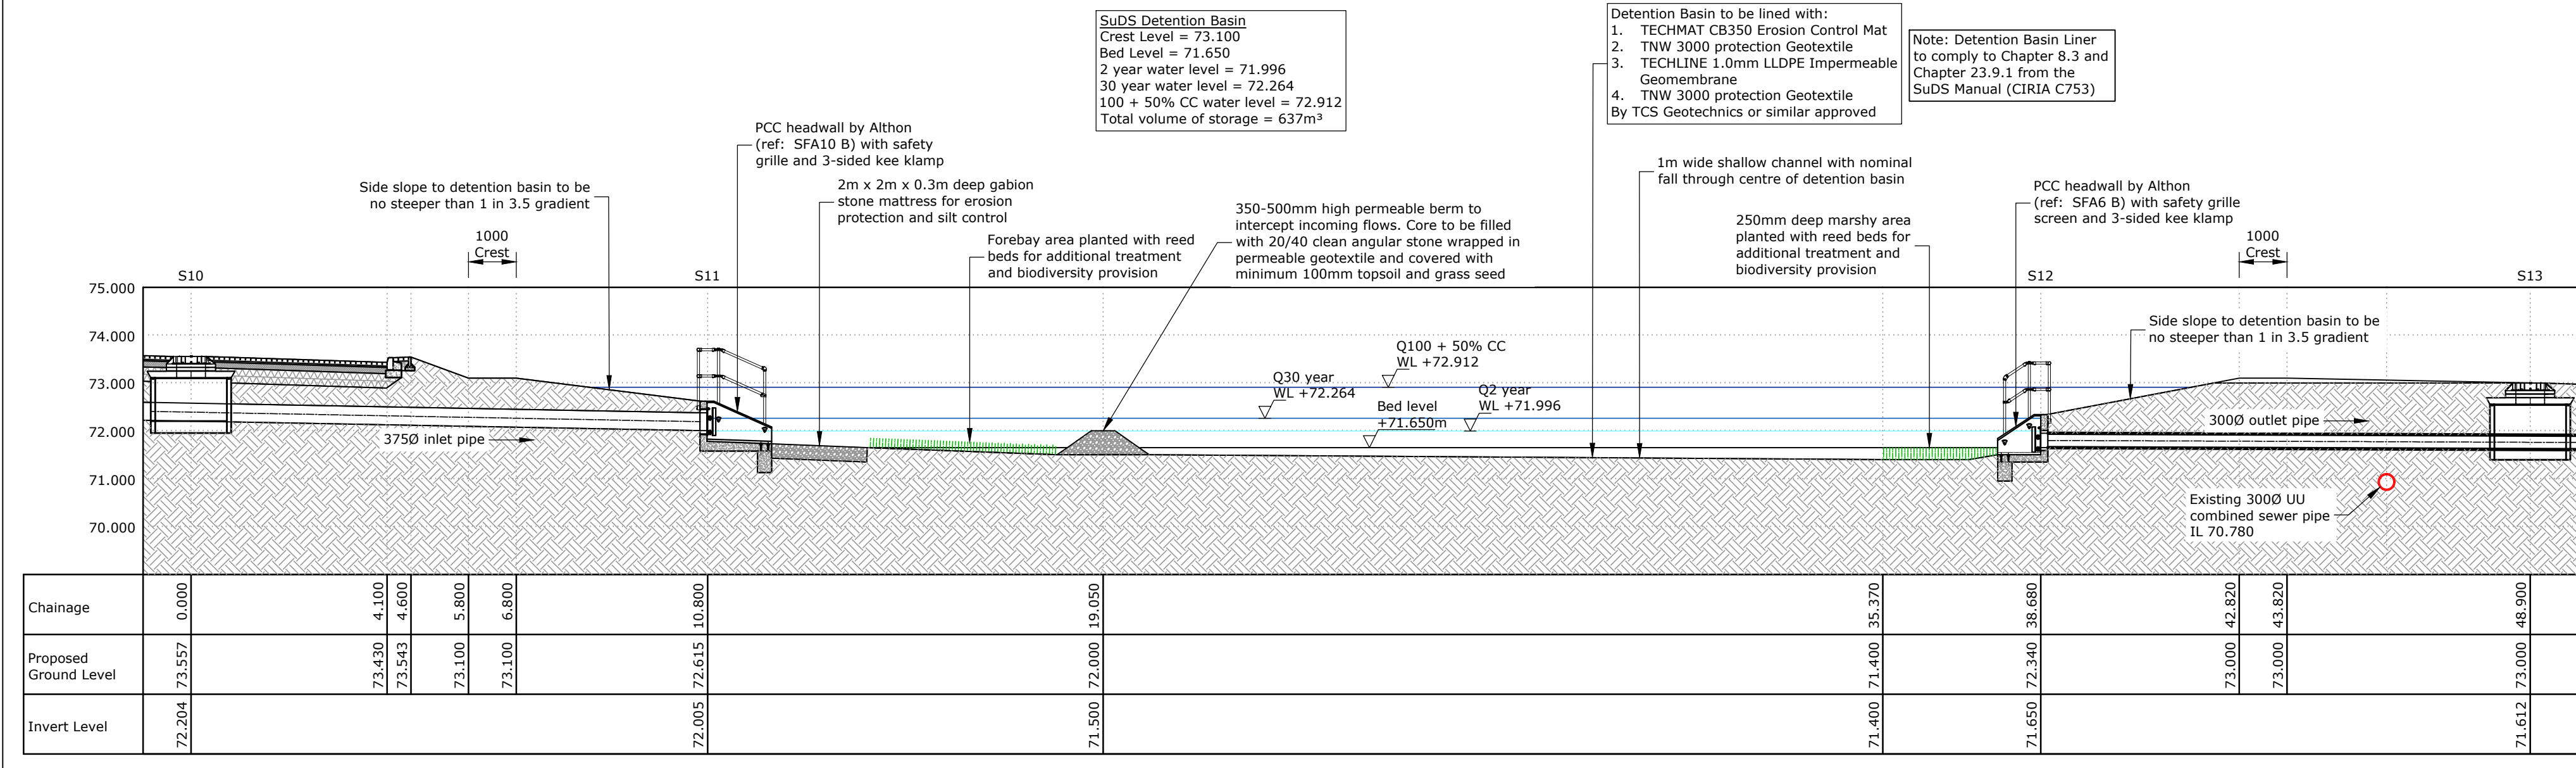 SuDS Detention Basin
Crest Level = 73.100
Bed Level = 71.650
2 year water level = 71.996
30 year water level = 72.264
100 + 50% CC water level = 72.912
Total volume of storage = 637m³
Detention Basin to be lined with:
1. TECHMAT CB350 Erosion Control Mat
2. TNW 3000 protection Geotextile
3. TECHLINE 1.0mm LLDPE Impermeable
Geomembrane
4. TNW 3000 protection Geotextile
By TCS Geotechnics or similar approved
Note: Detention Basin Liner
to comply to Chapter 8.3 and
Chapter 23.9.1 from the
SuDS Manual (CIRIA C753)
PCC headwall by Althon
(ref: SFA10 B) with safety
grille and 3-sided kee klamp
Side slope to detention basin to be
no steeper than 1 in 3.5 gradient
2m x 2m x 0.3m deep gabion
stone mattress for erosion
protection and silt control
Forebay area planted with reed
beds for additional treatment
and biodiversity provision
350-500mm high permeable berm to
intercept incoming flows. Core to be filled
with 20/40 clean angular stone wrapped in
permeable geotextile and covered with
minimum 100mm topsoil and grass seed
1m wide shallow channel with nominal
fall through centre of detention basin
250mm deep marshy area
planted with reed beds for
additional treatment and
biodiversity provision
PCC headwall by Althon
(ref: SFA6 B) with safety grille
screen and 3-sided kee klamp
1000
Crest
1000
Crest
S10
S11
S12
S13
75.000
74.000
73.000
72.000
71.000
70.000
Side slope to detention basin to be
no steeper than 1 in 3.5 gradient
Q100 + 50% CC
WL +72.912
Q30 year
WL +72.264
Q2 year
WL +71.996
Bed level
+71.650m
375Ø inlet pipe
300Ø outlet pipe
Existing 300Ø UU
combined sewer pipe
IL 70.780
Chainage
0.000
4.100
4.600
5.800
6.800
10.800
19.050
35.370
38.680
42.820
43.820
48.900
Proposed
Ground Level
73.557
73.430
73.543
73.100
73.100
72.615
72.000
71.400
72.340
73.000
73.000
73.000
Invert Level
72.204
72.005
71.500
71.400
71.650
71.612